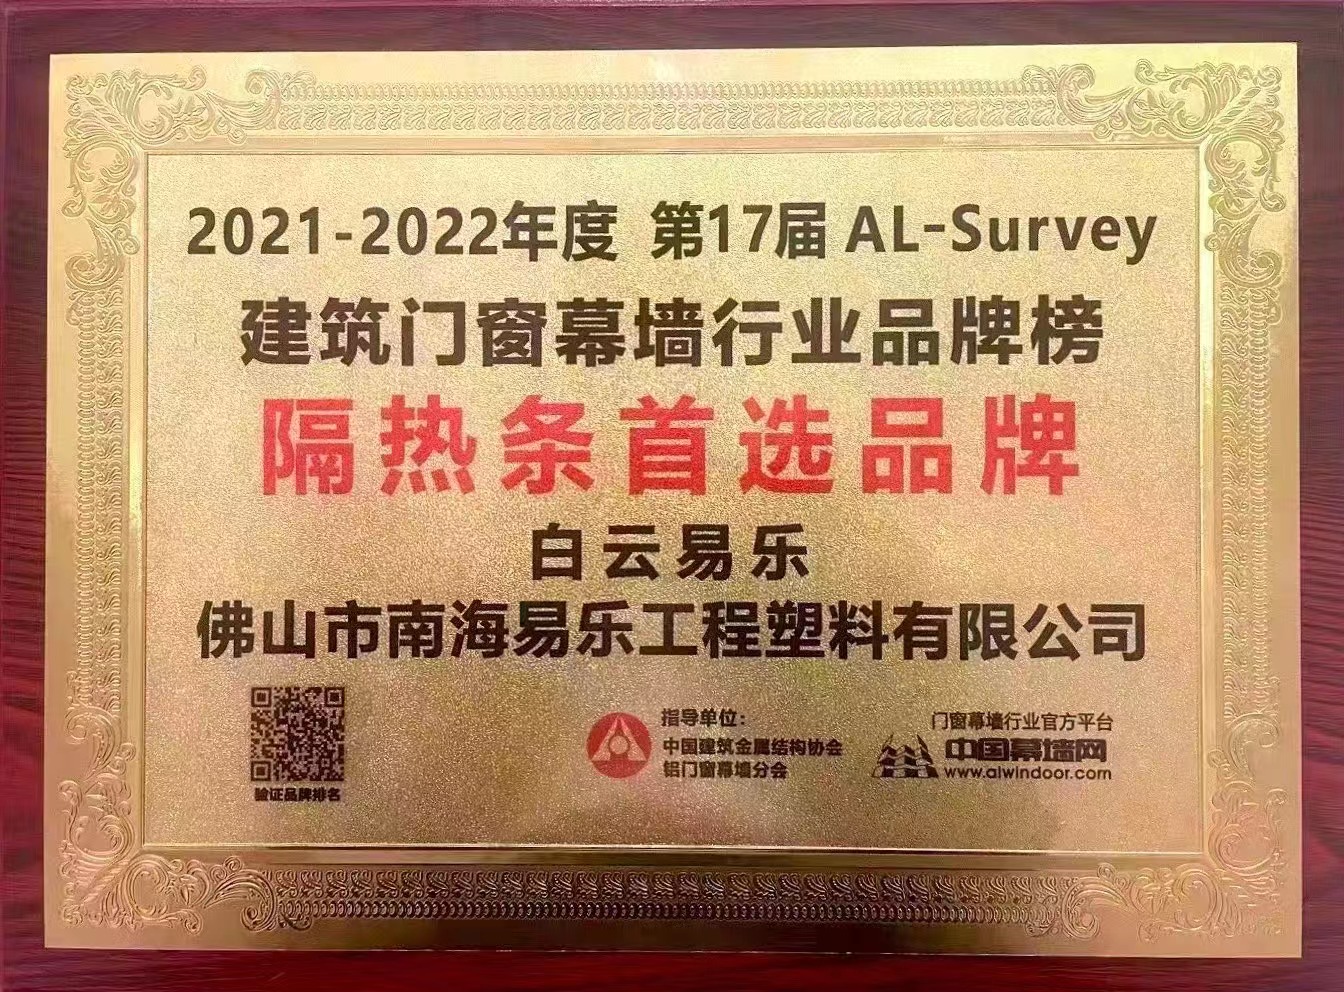 2021-2022年度 第17届 AL-Survey
建筑门窗幕墙行业品牌榜
隔热条首选品牌
白云易乐
佛山市南海易乐工程塑料有限公司
验证品牌排名
指导单位：
中国建筑金属结构协会
铝门窗幕墙分会
门窗幕墙行业官方平台
中国幕墙网
www.alwindoor.com